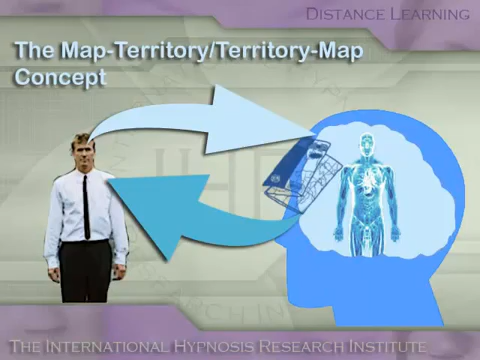 DISTANCE LEARNING
The Map-Territory/Territory-Map
Concept
THE INTERNATIONAL HYPNOSIS RESEARCH INSTITUTE